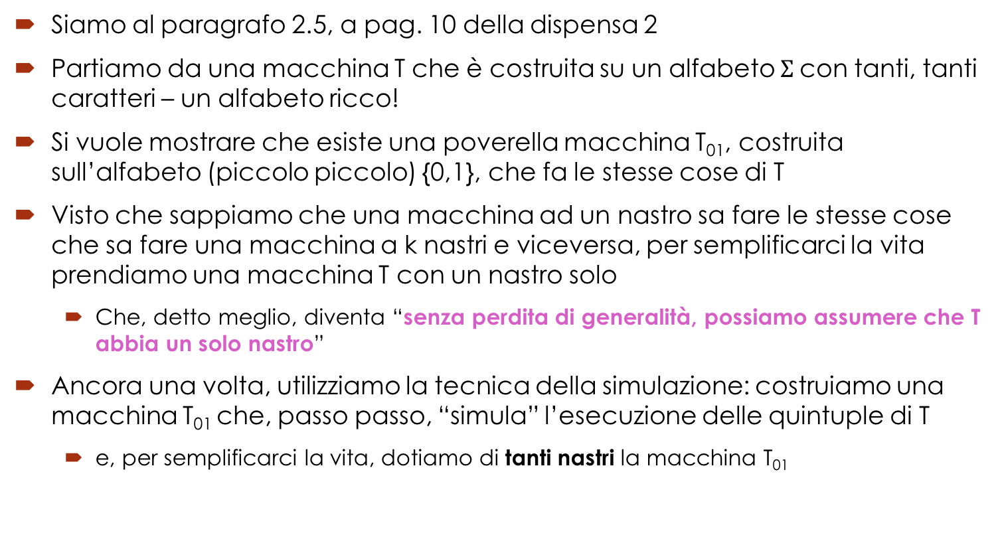 Siamo al paragrafo 2.5, a pag. 10 della dispensa 2
Partiamo da una macchina T che è costruita su un alfabeto Σ con tanti, tanti
caratteri – un alfabeto ricco!
Si vuole mostrare che esiste una poverella macchina T₀₁, costruita
sull’alfabeto (piccolo piccolo) {0,1}, che fa le stesse cose di T
Visto che sappiamo che una macchina ad un nastro sa fare le stesse cose
che sa fare una macchina a k nastri e viceversa, per semplificarci la vita
prendiamo una macchina T con un nastro solo
Che, detto meglio, diventa “senza perdita di generalità, possiamo assumere che T
abbia un solo nastro”
Ancora una volta, utilizziamo la tecnica della simulazione: costruiamo una
macchina T₀₁ che, passo passo, “simula” l’esecuzione delle quintuple di T
e, per semplificarci la vita, dotiamo di tanti nastri la macchina T₀₁